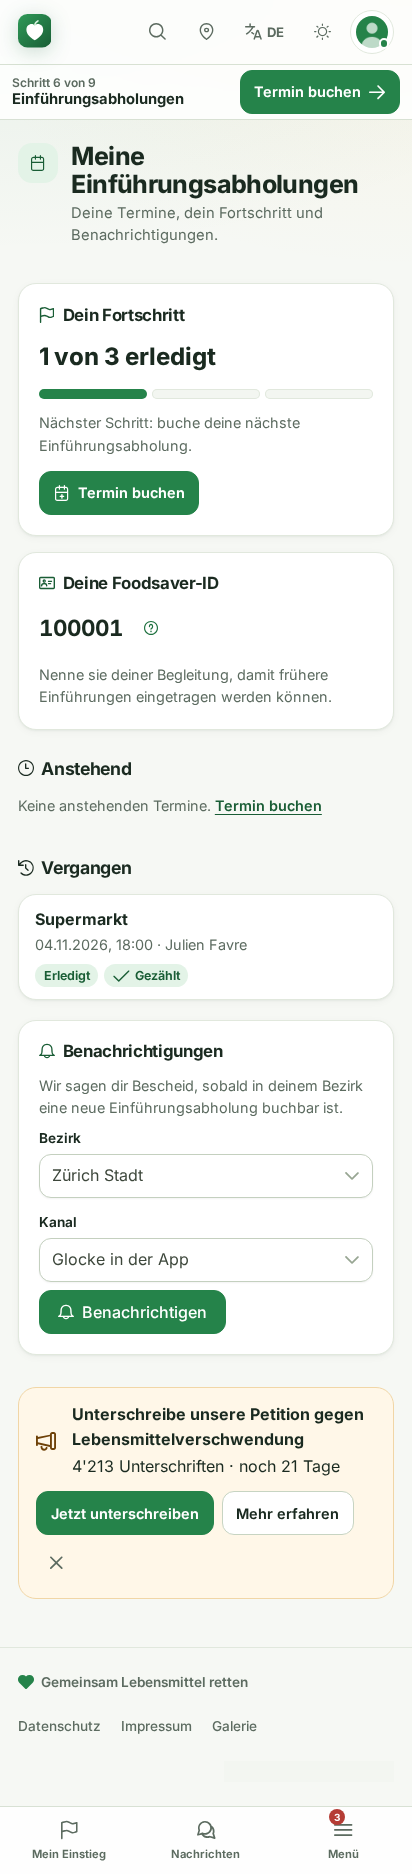 DE
Schritt 6 von 9
Einführungsabholungen
Termin buchen
Meine
Einführungsabholungen
Deine Termine, dein Fortschritt und
Benachrichtigungen.
Dein Fortschritt
1 von 3 erledigt
Nächster Schritt: buche deine nächste
Einführungsabholung.
Termin buchen
Deine Foodsaver-ID
100001
Nenne sie deiner Begleitung, damit frühere
Einführungen eingetragen werden können.
Anstehend
Keine anstehenden Termine. Termin buchen
Vergangen
Supermarkt
04.11.2026, 18:00 · Julien Favre
Erledigt Gezählt
Benachrichtigungen
Wir sagen dir Bescheid, sobald in deinem Bezirk
eine neue Einführungsabholung buchbar ist.
Bezirk
Zürich Stadt
Kanal
Glocke in der App
Benachrichtigen
Unterschreibe unsere Petition gegen
Lebensmittelverschwendung
4'213 Unterschriften · noch 21 Tage
Jetzt unterschreiben Mehr erfahren
Gemeinsam Lebensmittel retten
Datenschutz Impressum Galerie
3
Mein Einstieg Nachrichten Menü